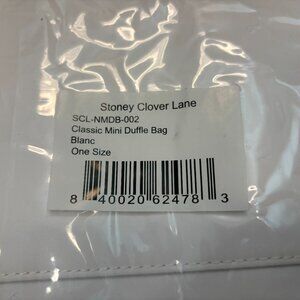 Stoney Clover Lane
SCL-NMDB-002
Classic Mini Duffle Bag
Blanc
One Size
8 40020 62478 3